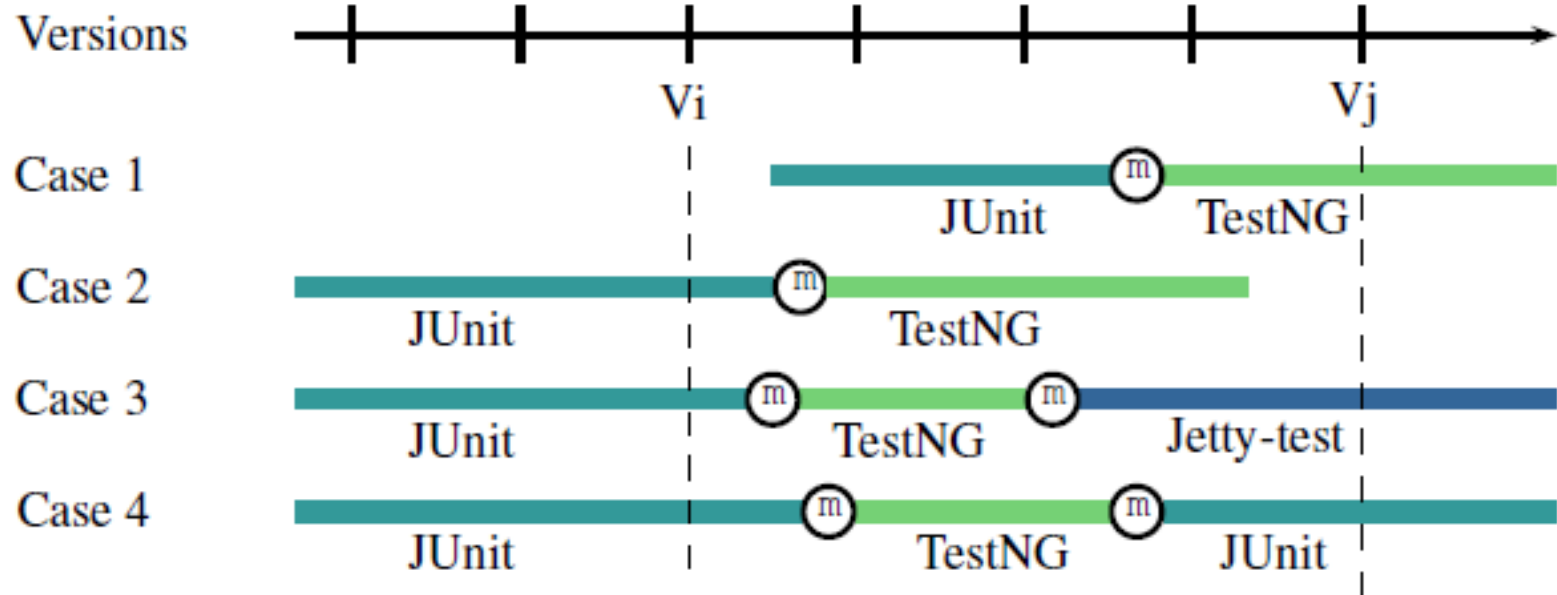 Versions
Vi Vj
Case 1 m
JUnit TestNG
Case 2 m
JUnit TestNG
Case 3 m m
JUnit TestNG Jetty-test
Case 4 m m
JUnit TestNG JUnit